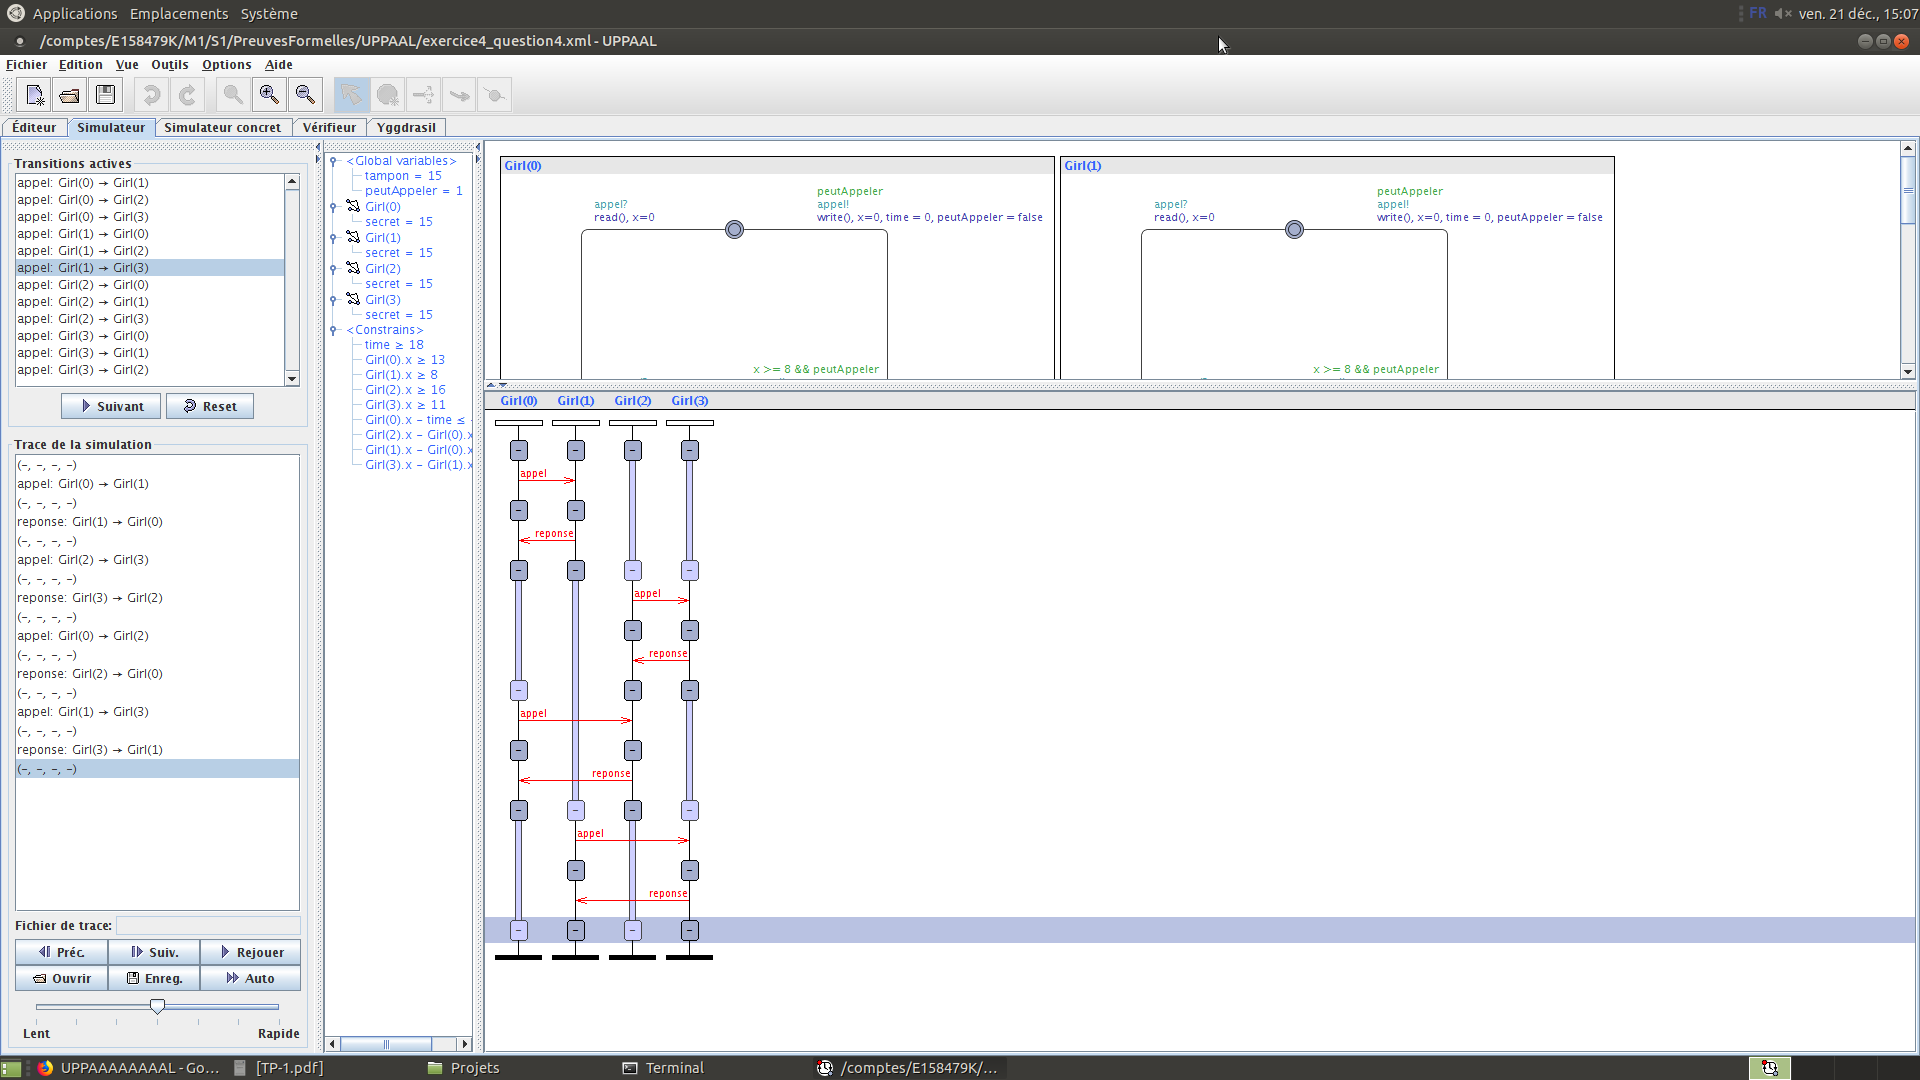 Applications Emplacements Système
FR ven. 21 déc., 15:07
/comptes/E158479K/M1/S1/PreuvesFormelles/UPPAAL/exercice4_question4.xml - UPPAAL
Fichier Edition Vue Outils Options Aide
Éditeur Simulateur Simulateur concret Vérifieur Yggdrasil
Transitions actives
appel: Girl(0) → Girl(1)
appel: Girl(0) → Girl(2)
appel: Girl(0) → Girl(3)
appel: Girl(1) → Girl(0)
appel: Girl(1) → Girl(2)
appel: Girl(1) → Girl(3)
appel: Girl(2) → Girl(0)
appel: Girl(2) → Girl(1)
appel: Girl(2) → Girl(3)
appel: Girl(3) → Girl(0)
appel: Girl(3) → Girl(1)
appel: Girl(3) → Girl(2)
Suivant Reset
Trace de la simulation
(-, -, -, -)
appel: Girl(0) → Girl(1)
(-, -, -, -)
reponse: Girl(1) → Girl(0)
(-, -, -, -)
appel: Girl(2) → Girl(3)
(-, -, -, -)
reponse: Girl(3) → Girl(2)
(-, -, -, -)
appel: Girl(0) → Girl(2)
(-, -, -, -)
reponse: Girl(2) → Girl(0)
(-, -, -, -)
appel: Girl(1) → Girl(3)
(-, -, -, -)
reponse: Girl(3) → Girl(1)
(-, -, -, -)
Fichier de trace:
Préc. Suiv. Rejouer
Ouvrir Enreg. Auto
Lent Rapide
<Global variables>
tampon = 15
peutAppeler = 1
Girl(0)
secret = 15
Girl(1)
secret = 15
Girl(2)
secret = 15
Girl(3)
secret = 15
<Constrains>
time ≥ 18
Girl(0).x ≥ 13
Girl(1).x ≥ 8
Girl(2).x ≥ 16
Girl(3).x ≥ 11
Girl(0).x - time ≤
Girl(2).x - Girl(0).x
Girl(1).x - Girl(0).x
Girl(3).x - Girl(1).x
Girl(0)
appel?
read(), x=0
peutAppeler
appel!
write(), x=0, time = 0, peutAppeler = false
x >= 8 && peutAppeler
Girl(1)
appel?
read(), x=0
peutAppeler
appel!
write(), x=0, time = 0, peutAppeler = false
x >= 8 && peutAppeler
Girl(0) Girl(1) Girl(2) Girl(3)
appel
reponse
appel
reponse
appel
reponse
appel
reponse
UPPAAAAAAAAL - Go... [TP-1.pdf] Projets Terminal /comptes/E158479K/...